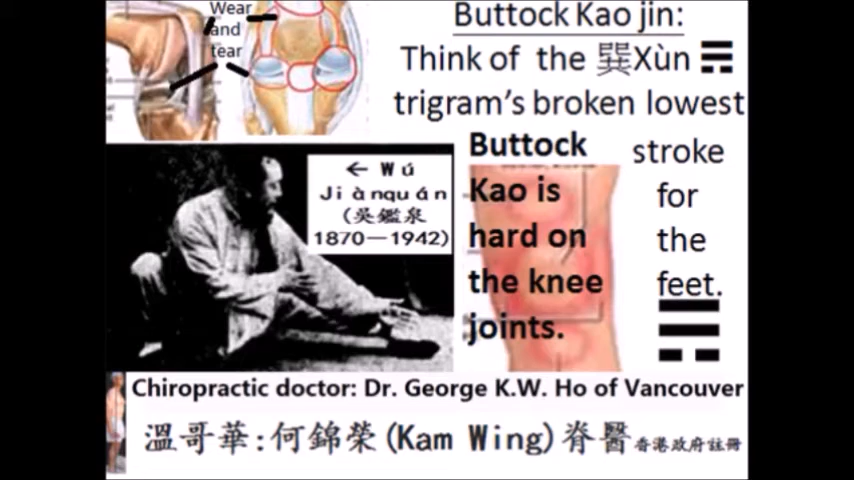 Wear
and
tear
Buttock Kao jin:
Think of the 巽Xùn ☴
trigram's broken lowest
stroke
for
the
feet.
Buttock
Kao is
hard on
the knee
joints.
← Wú
Jiànquán
(吳鑑泉
1870—1942)
Chiropractic doctor: Dr. George K.W. Ho of Vancouver
溫哥華:何錦榮(Kam Wing)脊醫香港政府註冊